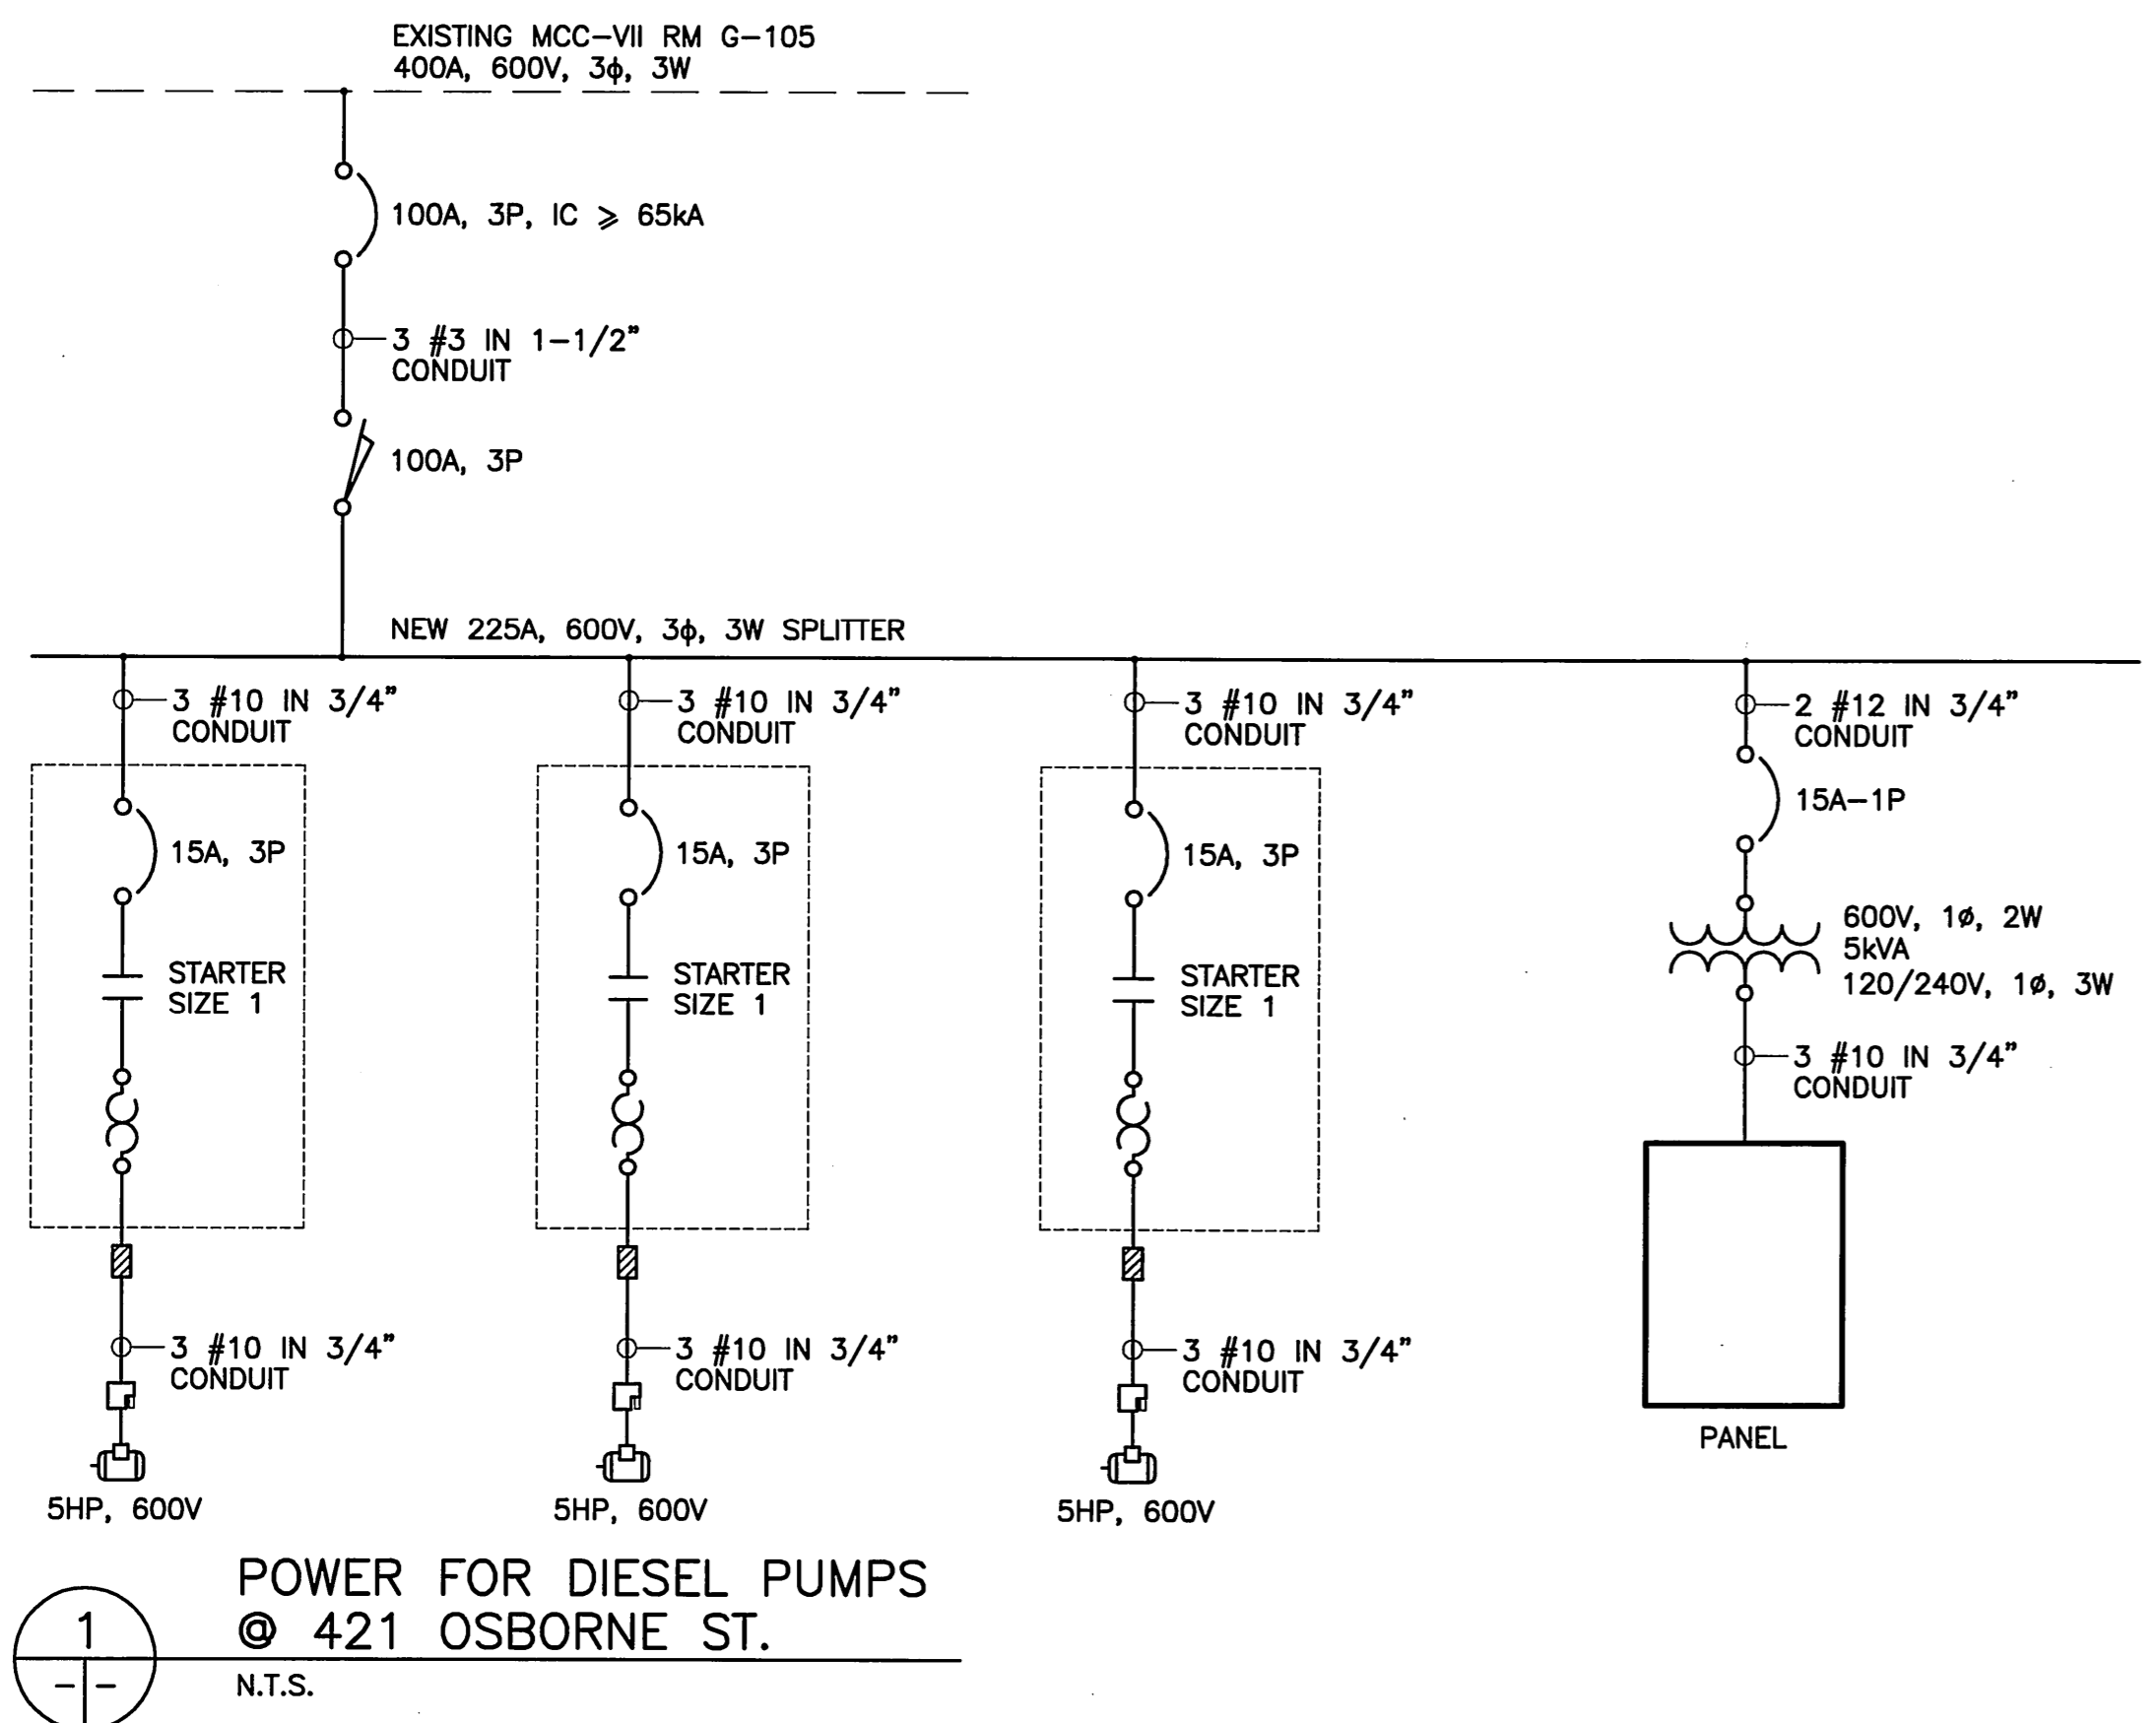 EXISTING MCC-VII RM G-105
400A, 600V, 3ϕ, 3W
100A, 3P, IC ⩾ 65kA
3 #3 IN 1-1/2"
CONDUIT
100A, 3P
NEW 225A, 600V, 3ϕ, 3W SPLITTER
3 #10 IN 3/4"
CONDUIT
3 #10 IN 3/4"
CONDUIT
3 #10 IN 3/4"
CONDUIT
2 #12 IN 3/4"
CONDUIT
15A, 3P
15A, 3P
15A, 3P
15A-1P
STARTER
SIZE 1
STARTER
SIZE 1
STARTER
SIZE 1
600V, 1ø, 2W
5kVA
120/240V, 1ø, 3W
3 #10 IN 3/4"
CONDUIT
3 #10 IN 3/4"
CONDUIT
3 #10 IN 3/4"
CONDUIT
3 #10 IN 3/4"
CONDUIT
PANEL
5HP, 600V
5HP, 600V
5HP, 600V
1
- -
POWER FOR DIESEL PUMPS
@ 421 OSBORNE ST.
N.T.S.